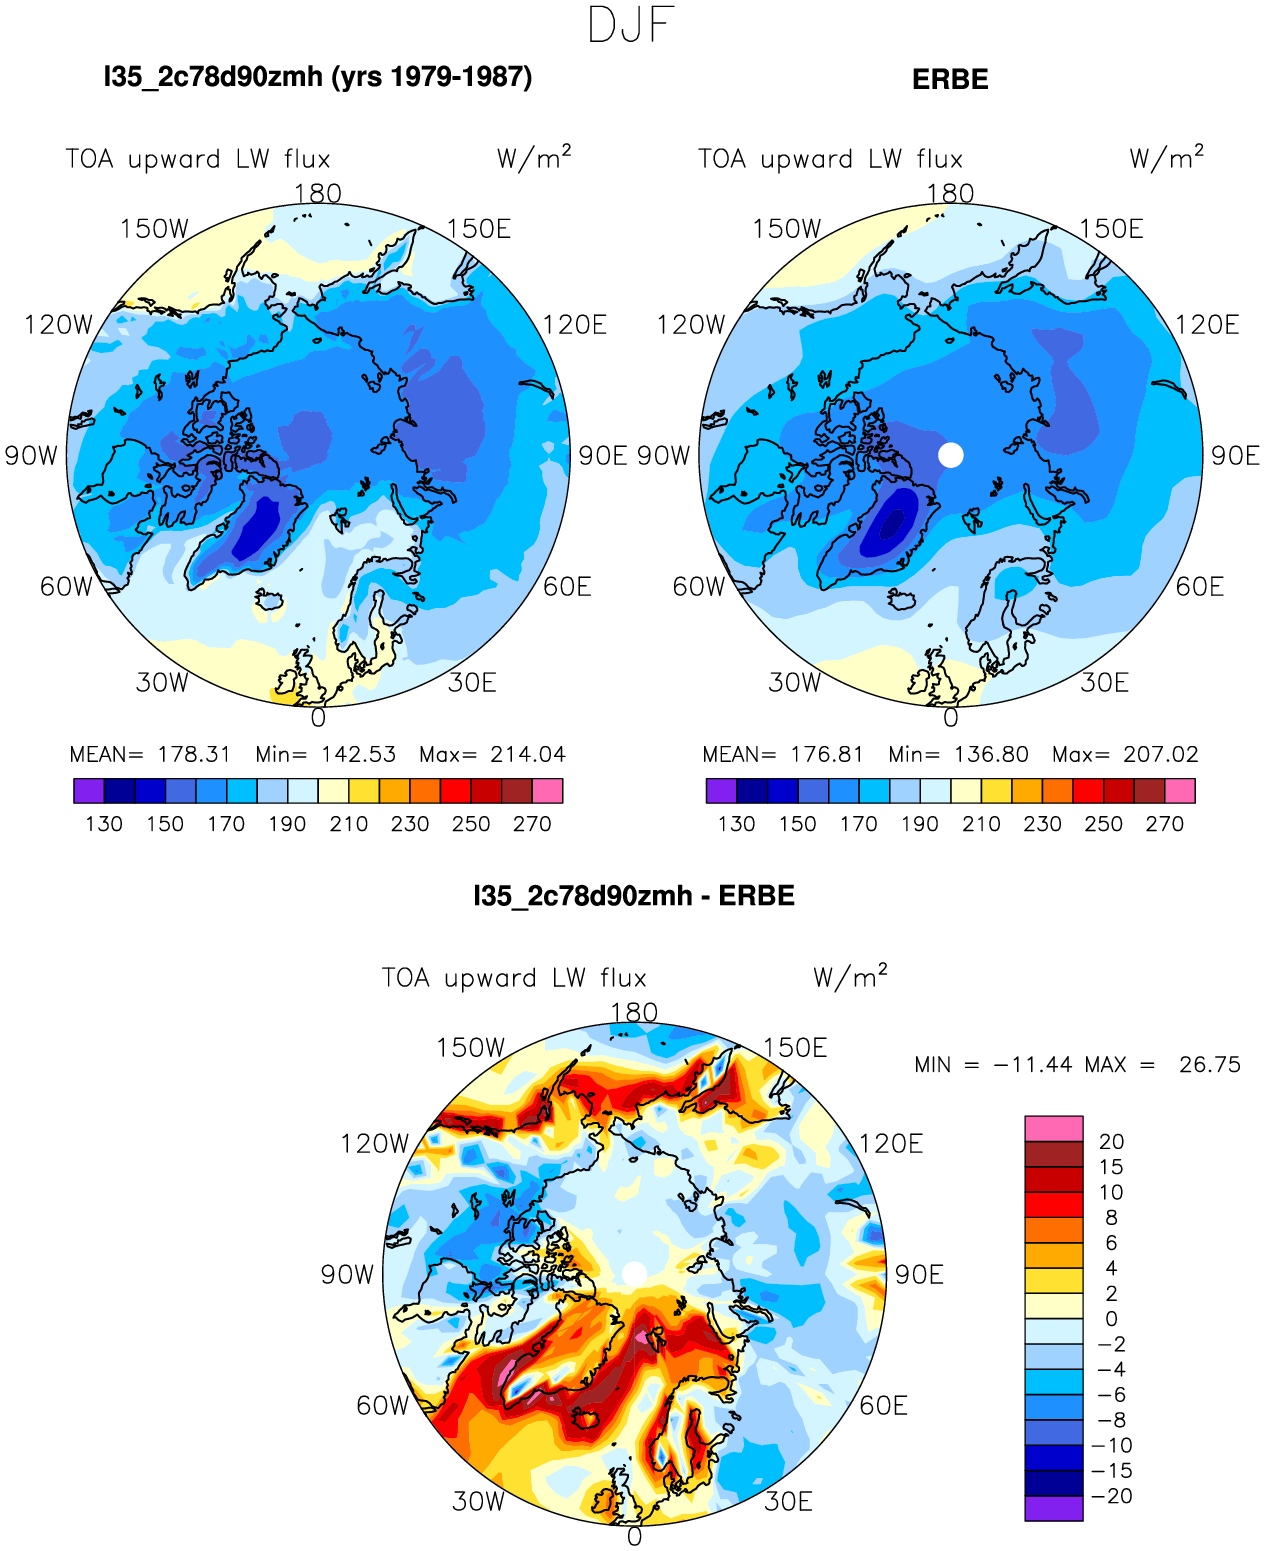 DJF
l35_2c78d90zmh (yrs 1979-1987)
ERBE
TOA upward LW flux W/m²
TOA upward LW flux W/m²
180
150W 150E
120W 120E
90W 90E
60W 60E
30W 30E
0
180
150W 150E
120W 120E
90W 90E
60W 60E
30W 30E
0
MEAN= 178.31 Min= 142.53 Max= 214.04
130 150 170 190 210 230 250 270
MEAN= 176.81 Min= 136.80 Max= 207.02
130 150 170 190 210 230 250 270
l35_2c78d90zmh - ERBE
TOA upward LW flux W/m²
180
150W 150E
120W 120E
90W 90E
60W 60E
30W 30E
0
MIN = −11.44 MAX = 26.75
20
15
10
8
6
4
2
0
−2
−4
−6
−8
−10
−15
−20